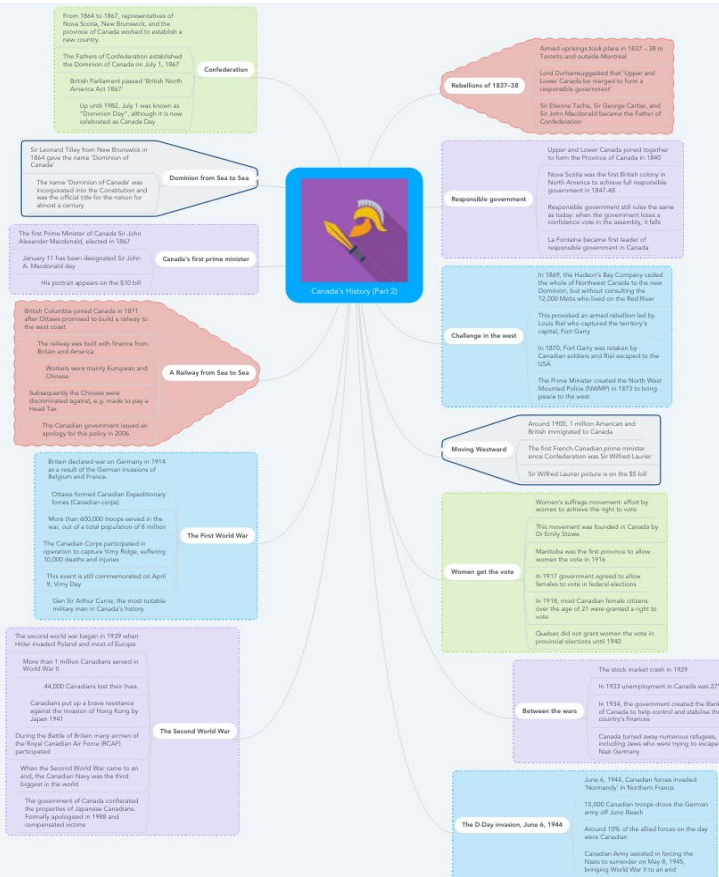 From 1864 to 1867, representatives of
Nova Scotia, New Brunswick, and the
province of Canada worked to establish a
new country.
The Fathers of Confederation established
the Dominion of Canada on July 1, 1867
British Parliament passed 'British North
America Act 1867'
Up until 1982, July 1 was known as
"Dominion Day", although it is now
celebrated as Canada Day
Confederation
Sir Leonard Tilley from New Brunswick in
1864 gave the name 'Dominion of
Canada'
The name 'Dominion of Canada' was
incorporated into the Constitution and
was the official title for the nation for
almost a century
Dominion from Sea to Sea
The first Prime Minister of Canada Sir John
Alexander Macdonald, elected in 1867
January 11 has been designated Sir John
A. Macdonald day
His portrait appears on the $10 bill
Canada's first prime minister
British Columbia joined Canada in 1871
after Ottawa promised to build a railway to
the west coast
The railway was built with finance from
Britain and America
Workers were mainly European and
Chinese
Subsequently the Chinese were
discriminated against, e.g. made to pay a
Head Tax
The Canadian government issued an
apology for this policy in 2006
A Railway from Sea to Sea
Britain declared war on Germany in 1914
as a result of the German invasions of
Belgium and France.
Ottawa formed Canadian Expeditionary
forces (Canadian corps)
More than 600,000 troops served in the
war, out of a total population of 8 million
The Canadian Corps participated in
operation to capture Vimy Ridge, suffering
10,000 deaths and injuries
This event is still commemorated on April
9, Vimy Day
Gen Sir Arthur Currie, the most notable
military man in Canada's history
The First World War
The second world war began in 1939 when
Hitler invaded Poland and most of Europe
More than 1 million Canadians served in
World War II
44,000 Canadians lost their lives.
Canadians put up a brave resistance
against the invasion of Hong Kong by
Japan 1941
During the Battle of Britain many airmen of
the Royal Canadian Air Force (RCAF)
participated
When the Second World War came to an
end, the Canadian Navy was the third
biggest in the world
The government of Canada confiscated
the properties of Japanese Canadians.
Formally apologized in 1988 and
compensated victims
The Second World War
Canada's History (Part 2)
Rebellions of 1837–38
Armed uprisings took place in 1837 – 38 in
Toronto and outside Montreal
Lord Durhamsuggested that 'Upper and
Lower Canada be merged to form a
responsible government'
Sir Etienne Tache, Sir George Cartier, and
Sir John Macdonald became the Father of
Confederation
Responsible government
Upper and Lower Canada joined together
to form the Province of Canada in 1840
Nova Scotia was the first British colony in
North America to achieve full responsible
government in 1847-48
Responsible government still rules the same
as today: when the government loses a
confidence vote in the assembly, it falls
La Fontaine became first leader of
responsible government in Canada
Challenge in the west
In 1869, the Hudson's Bay Company ceded
the whole of Northwest Canada to the new
Dominion, but without consulting the
12,000 Métis who lived on the Red River
This provoked an armed rebellion led by
Louis Riel who captured the territory's
capital, Fort Garry
In 1870, Fort Garry was retaken by
Canadian soldiers and Riel escaped to the
USA
The Prime Minister created the North West
Mounted Police (NWMP) in 1873 to bring
peace to the west
Moving Westward
Around 1900, 1 million American and
British immigrated to Canada
The first French-Canadian prime minister
since Confederation was Sir Wilfred Laurier
Sir Wilfred Laurier picture is on the $5 bill
Women get the vote
Women's suffrage movement: effort by
women to achieve the right to vote
This movement was founded in Canada by
Dr Emily Stowe
Manitoba was the first province to allow
women the vote in 1916
In 1917 government agreed to allow
females to vote in federal elections
In 1918, most Canadian female citizens
over the age of 21 were granted a right to
vote
Quebec did not grant women the vote in
provincial elections until 1940
Between the wars
The stock market crash in 1929
In 1933 unemployment in Canada was 27
In 1934, the government created the Bank
of Canada to help control and stabilise the
country's finances
Canada turned away numerous refugees,
including Jews who were trying to escape
Nazi Germany
The D-Day invasion, June 6, 1944
June 6, 1944, Canadian forces invaded
'Normandy' in Northern France
15,000 Canadian troops drove the German
army off Juno Beach
Around 10% of the allied forces on the day
were Canadian
Canadian Army assisted in forcing the
Nazis to surrender on May 8, 1945,
bringing World War II to an end